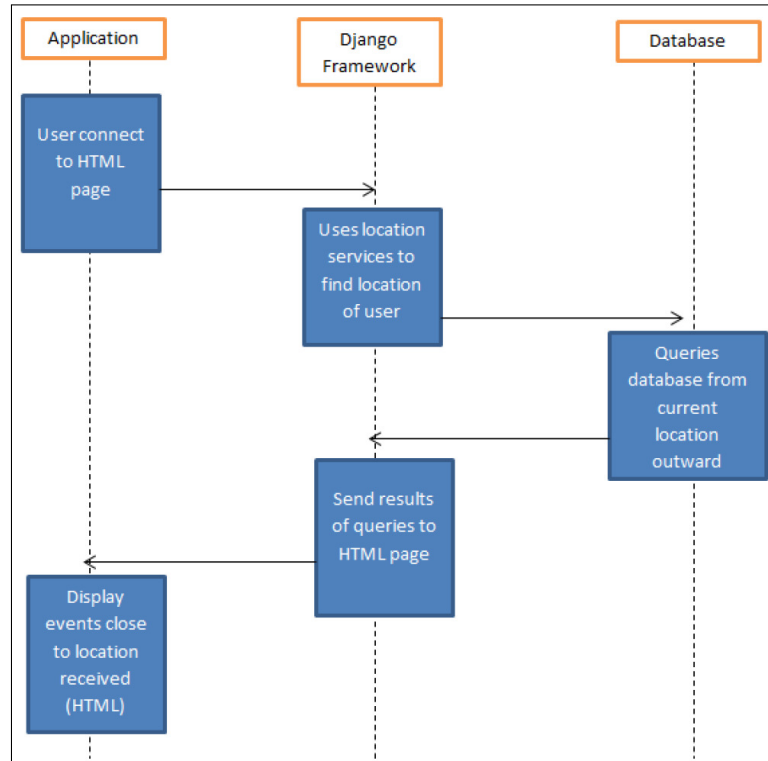 Application
Django
Framework
Database
User connect
to HTML
page
Uses location
services to
find location
of user
Queries
database from
current
location
outward
Send results
of queries to
HTML page
Display
events close
to location
received
(HTML)